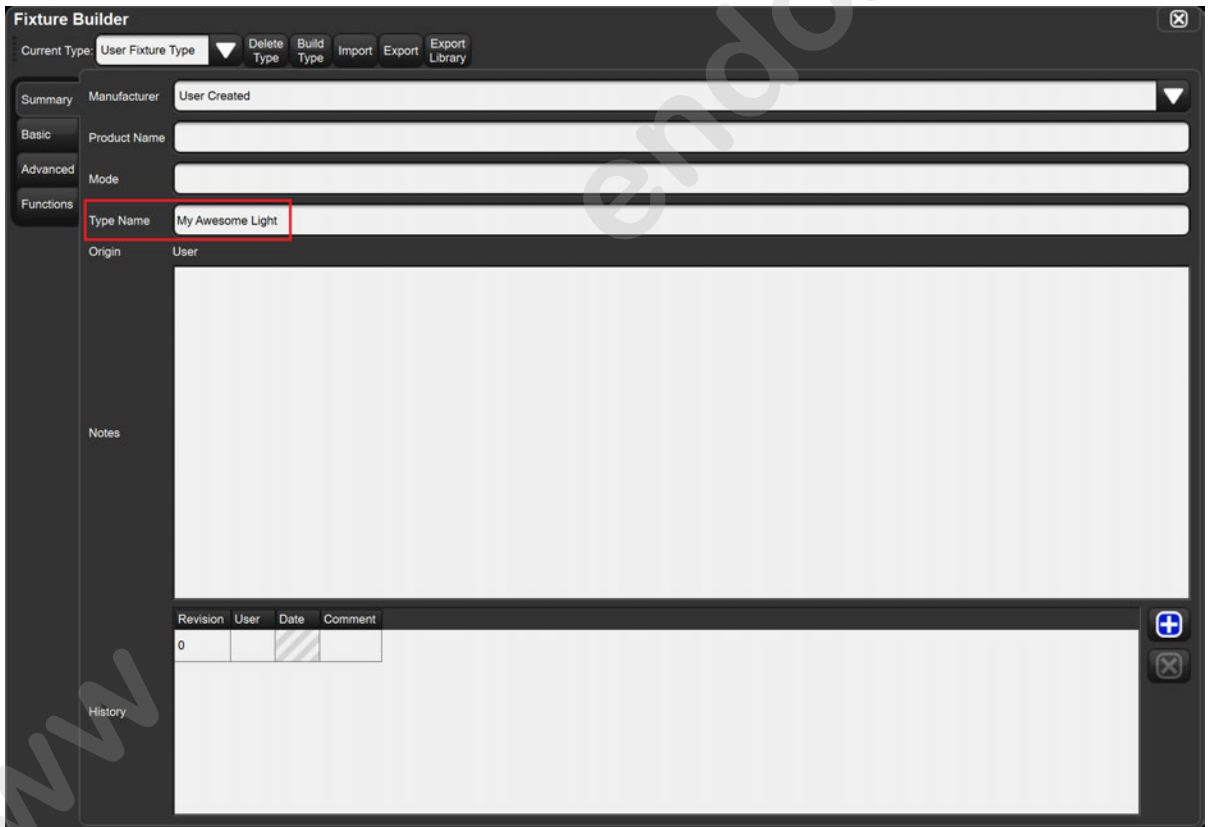 Fixture Builder
Current Type: User Fixture Type Delete Type Build Type Import Export Export Library
Summary
Basic
Advanced
Functions
Manufacturer User Created
Product Name
Mode
Type Name My Awesome Light
Origin User
Notes
Revision User Date Comment
0
History